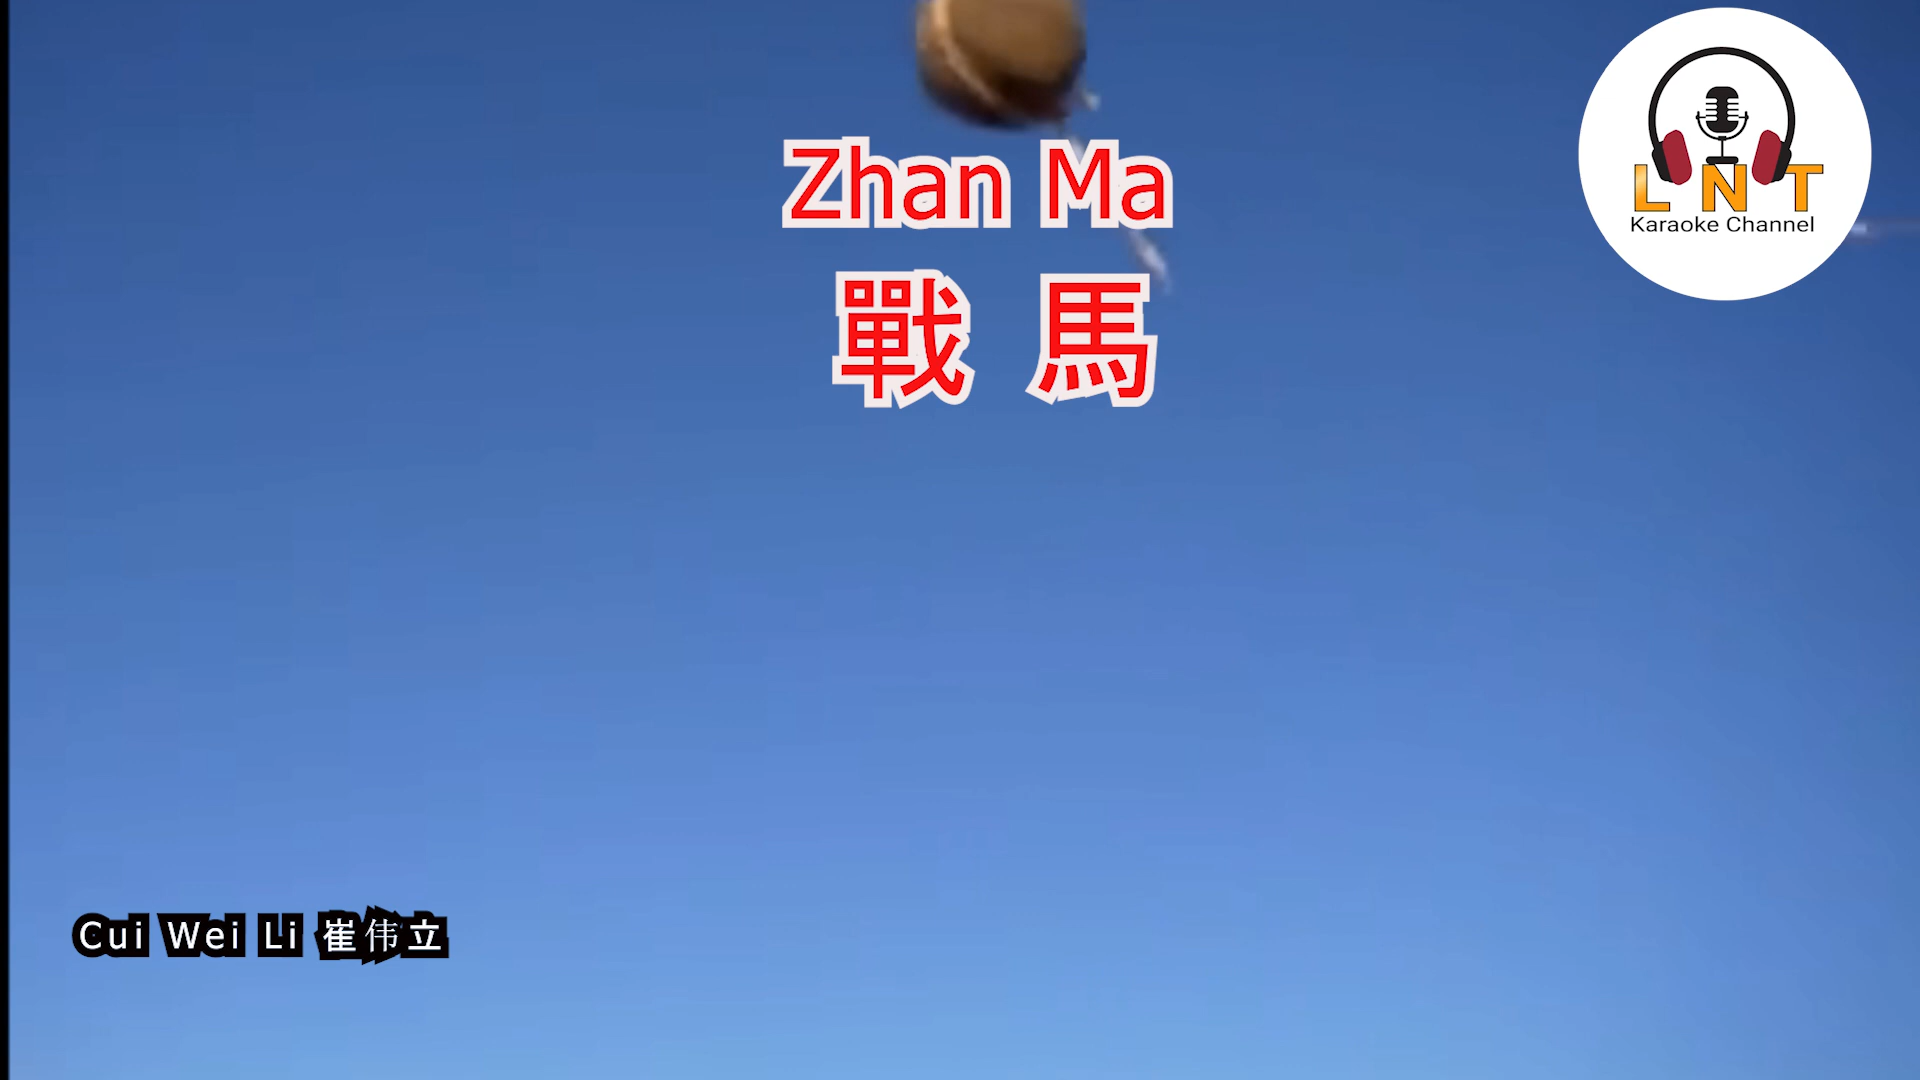 Zhan Ma
戰 馬
L N T
Karaoke Channel
Cui Wei Li 崔伟立